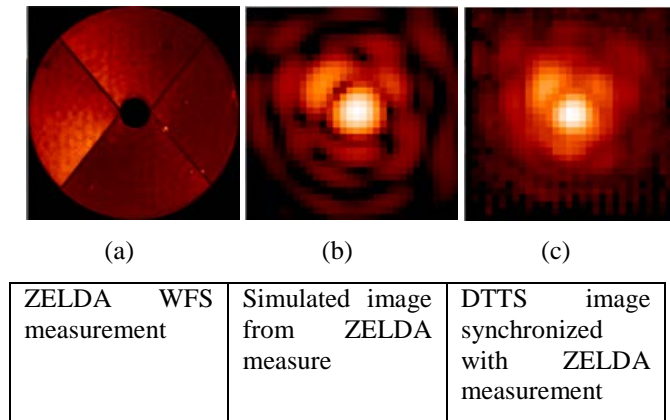 (a) (b) (c)
ZELDA WFS measurement
Simulated image from ZELDA measure
DTTS image synchronized with ZELDA measurement